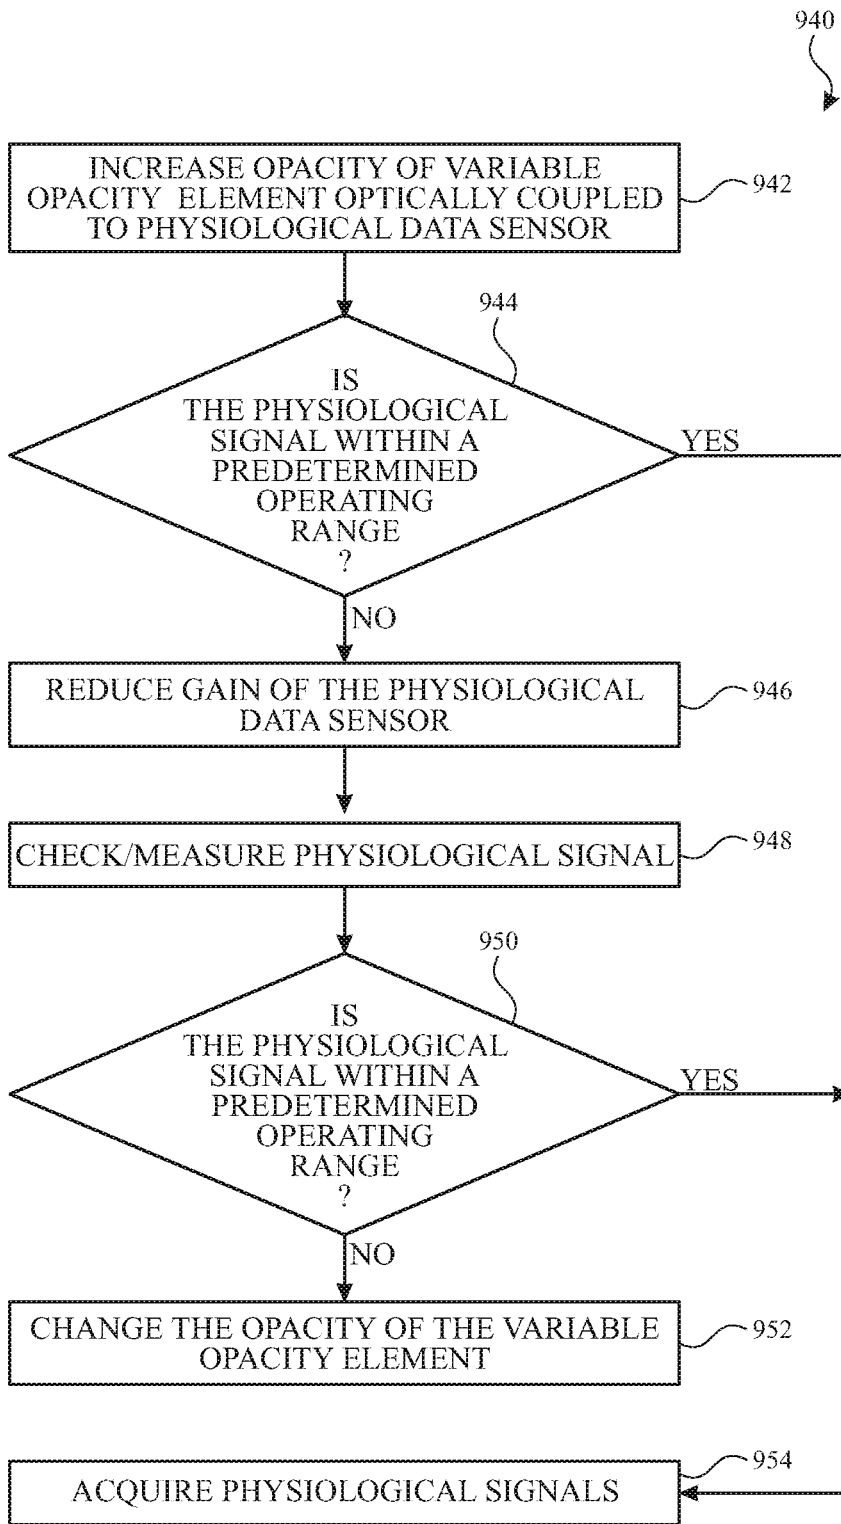 940
INCREASE OPACITY OF VARIABLE
OPACITY ELEMENT OPTICALLY COUPLED
TO PHYSIOLOGICAL DATA SENSOR
942
944
IS
THE PHYSIOLOGICAL
SIGNAL WITHIN A
PREDETERMINED
OPERATING
RANGE
?
YES
NO
REDUCE GAIN OF THE PHYSIOLOGICAL
DATA SENSOR
946
CHECK/MEASURE PHYSIOLOGICAL SIGNAL
948
950
IS
THE PHYSIOLOGICAL
SIGNAL WITHIN A
PREDETERMINED
OPERATING
RANGE
?
YES
NO
CHANGE THE OPACITY OF THE VARIABLE
OPACITY ELEMENT
952
ACQUIRE PHYSIOLOGICAL SIGNALS
954